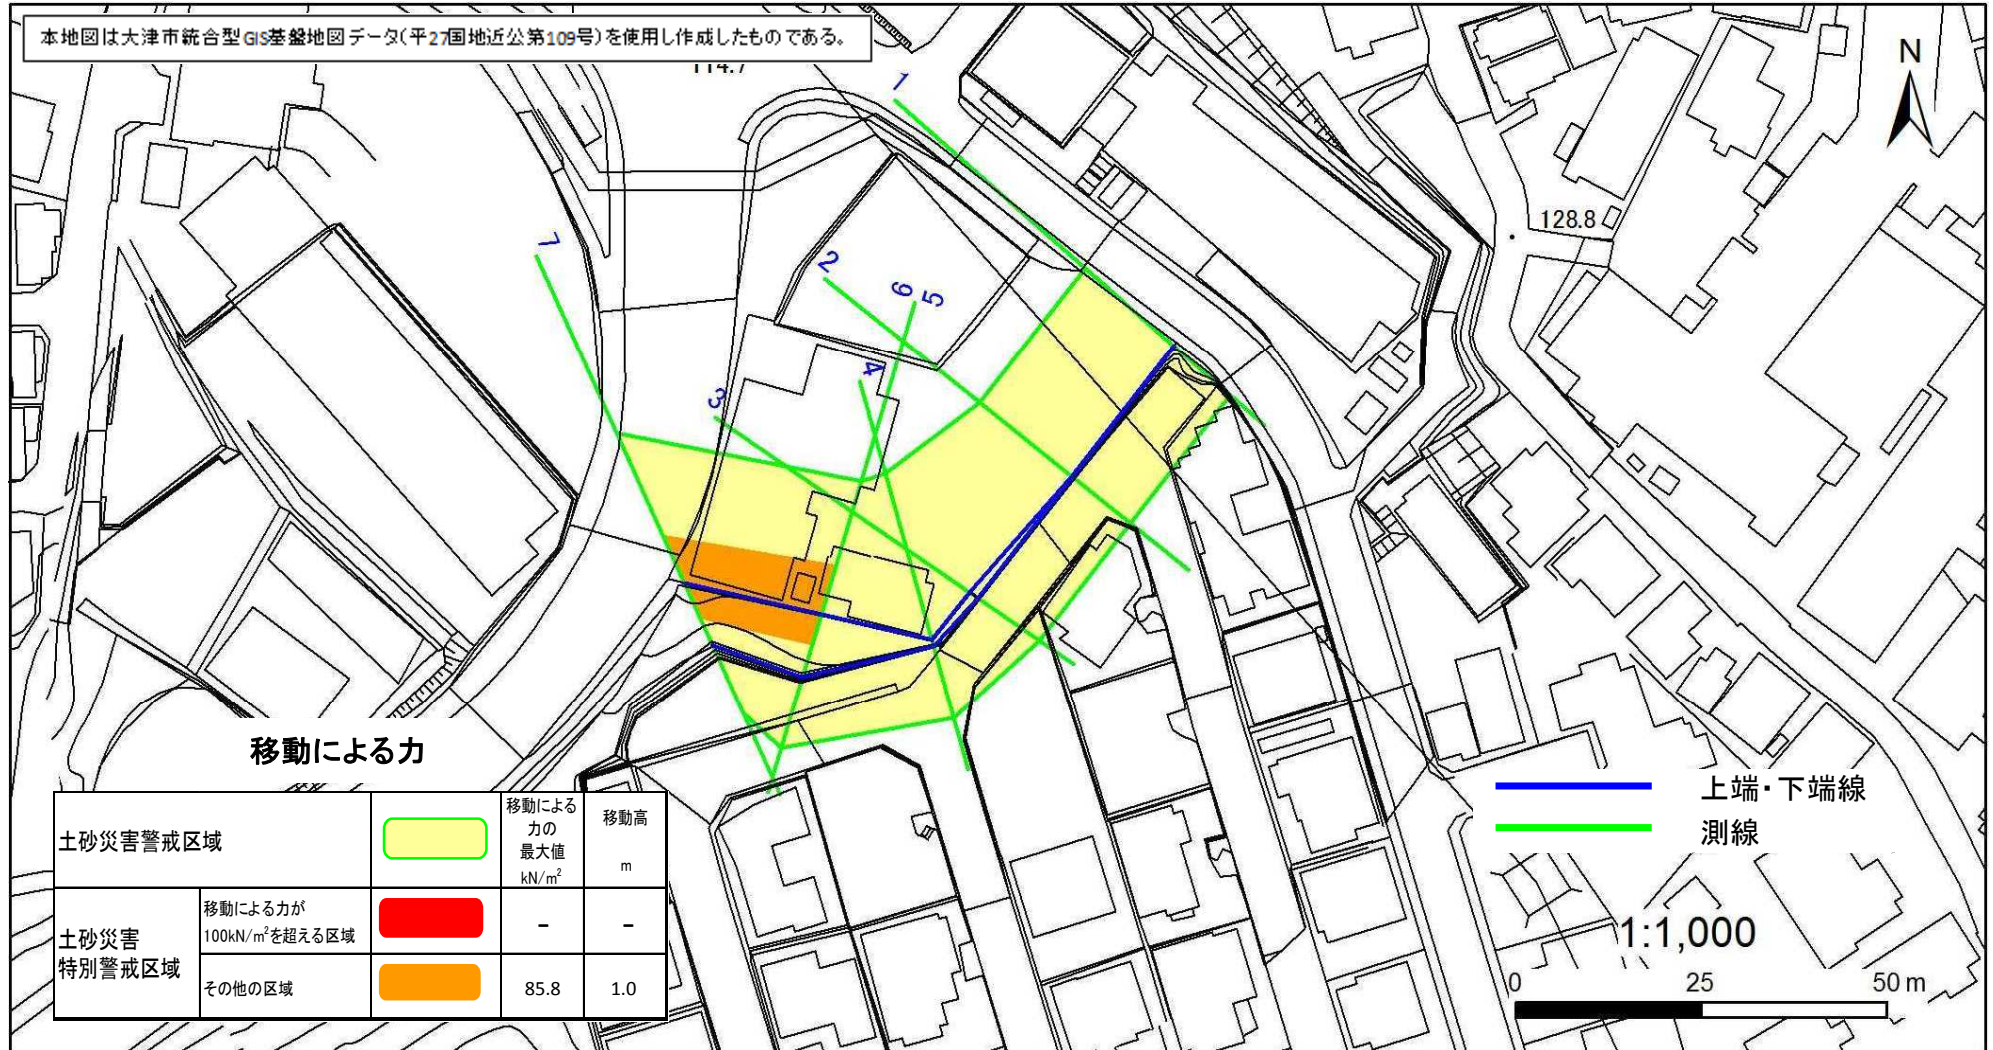 本地図は大津市統合型GIS基盤地図データ(平27国地近公第109号)を使用し作成したものである。
114.7
1
N
128.8
7
2
6
5
4
3
移動による力
土砂災害警戒区域
移動による
力の
最大値
kN/㎡
移動高
m
土砂災害
特別警戒区域
移動による力が
100kN/㎡を超える区域
-
-
その他の区域
85.8
1.0
上端・下端線
測線
1:1,000
0
25
50 m